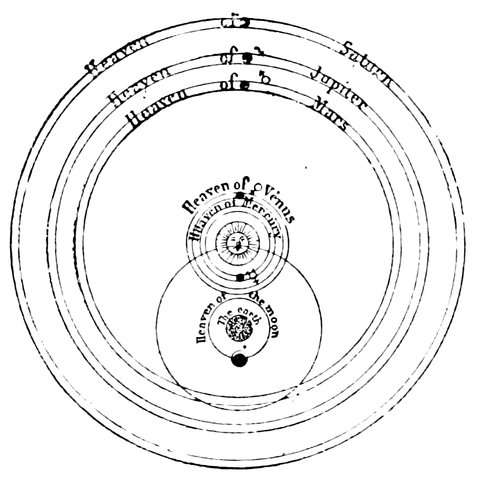 Heaven of ♄ Saturn
Heaven of ♃ Jupiter
Heaven of ♂ Mars
Heaven of ♀ Venus
Heaven of Mercury
☿
Heaven of the moon
The earth